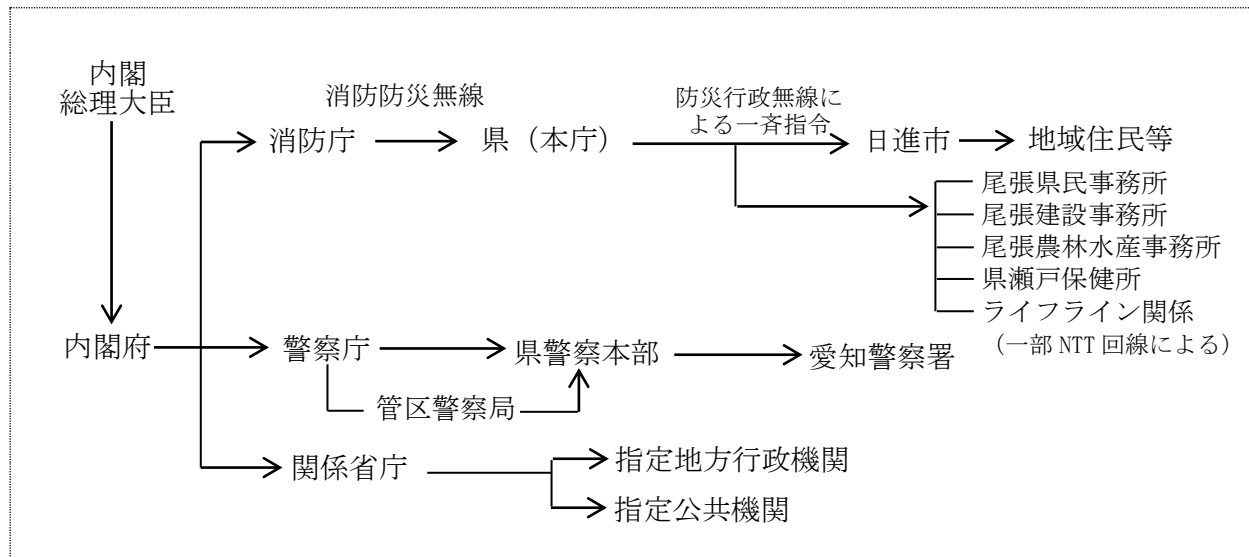 内閣
総理大臣
消防防災無線
防災行政無線に
よる一斉指令
消防庁
県（本庁）
日進市
地域住民等
尾張県民事務所
尾張建設事務所
尾張農林水産事務所
県瀬戸保健所
ライフライン関係
（一部 NTT 回線による）
内閣府
警察庁
県警察本部
愛知警察署
管区警察局
関係省庁
指定地方行政機関
指定公共機関